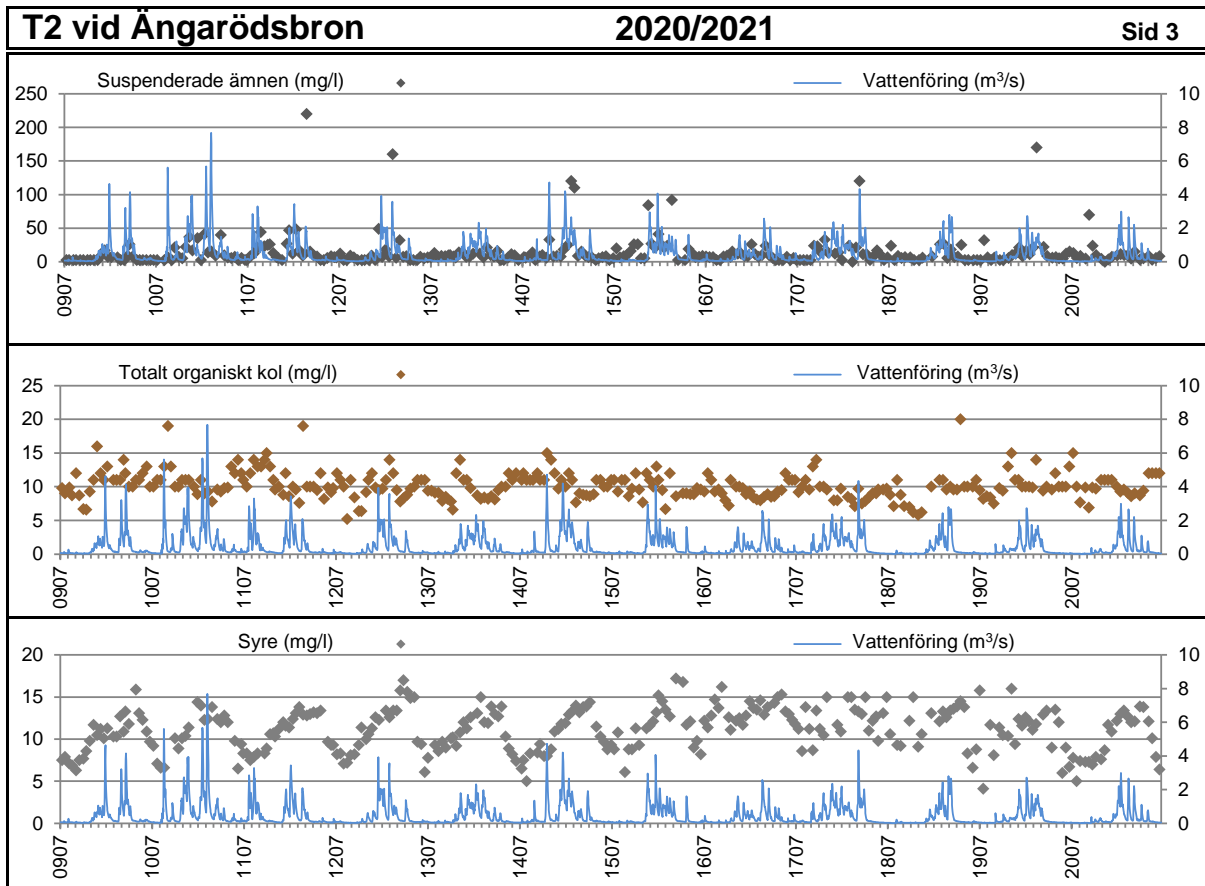 T2 vid Ängarödsbron 2020/2021 Sid 3
Suspenderade ämnen (mg/l) Vattenföring (m³/s)
250 10
200 8
150 6
100 4
50 2
0 0
0907 1007 1107 1207 1307 1407 1507 1607 1707 1807 1907 2007
Totalt organiskt kol (mg/l) Vattenföring (m³/s)
25 10
20 8
15 6
10 4
5 2
0 0
0907 1007 1107 1207 1307 1407 1507 1607 1707 1807 1907 2007
Syre (mg/l) Vattenföring (m³/s)
20 10
15 8
10 6
5 4
0 2
0
0907 1007 1107 1207 1307 1407 1507 1607 1707 1807 1907 2007